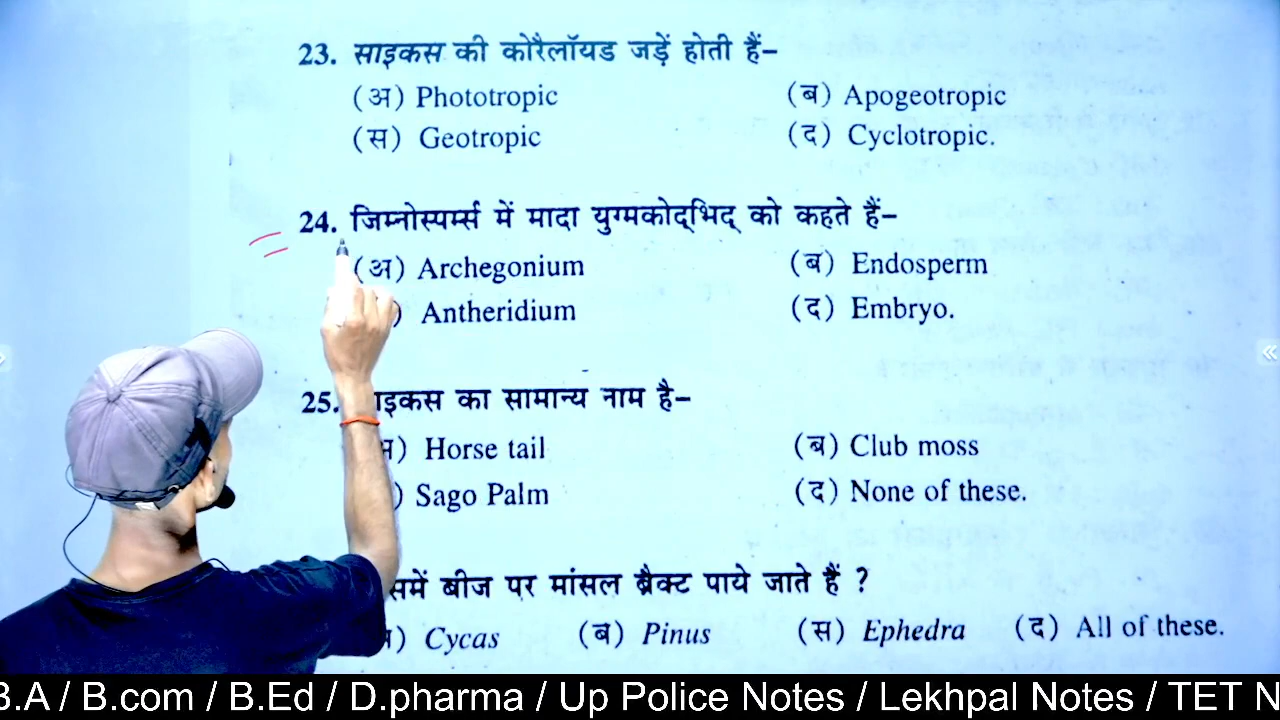 23. साइकस की कोरैलॉयड जड़ें होती हैं–
(अ) Phototropic (ब) Apogeotropic
(स) Geotropic (द) Cyclotropic.
24. जिम्नोस्पर्म्स में मादा युग्मकोद्‌भिद् को कहते हैं–
(अ) Archegonium (ब) Endosperm
) Antheridium (द) Embryo.
25. ाइकस का सामान्य नाम है–
) Horse tail (ब) Club moss
) Sago Palm (द) None of these.
समें बीज पर मांसल ब्रैक्ट पाये जाते हैं ?
) Cycas (ब) Pinus (स) Ephedra (द) All of these.
B.A / B.com / B.Ed / D.pharma / Up Police Notes / Lekhpal Notes / TET N